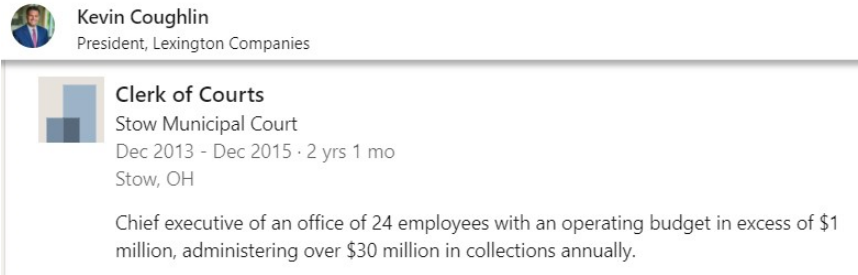 Kevin Coughlin
President, Lexington Companies
Clerk of Courts
Stow Municipal Court
Dec 2013 - Dec 2015 · 2 yrs 1 mo
Stow, OH
Chief executive of an office of 24 employees with an operating budget in excess of $1
million, administering over $30 million in collections annually.